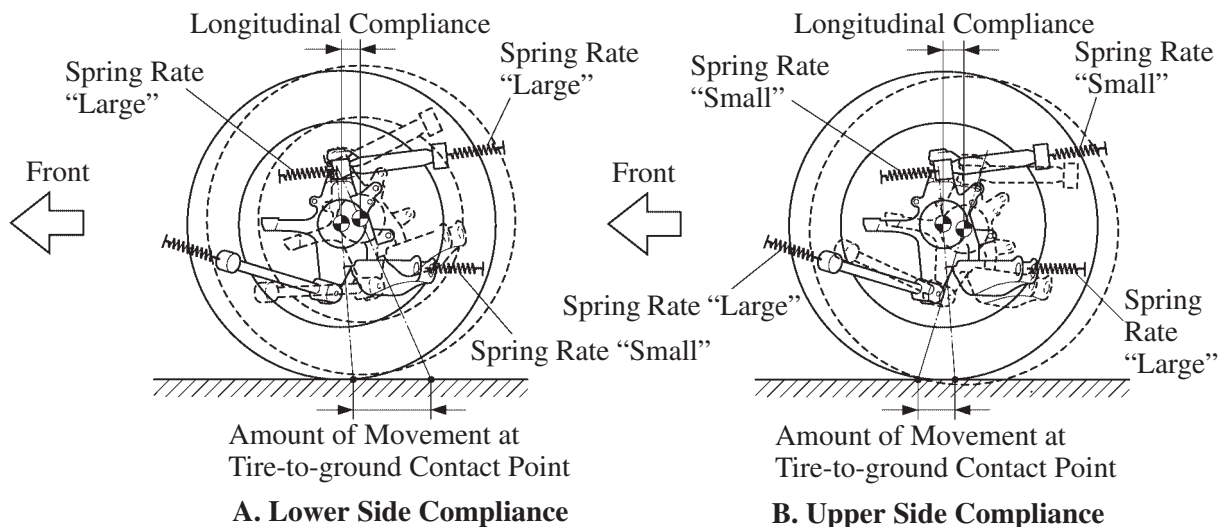 Longitudinal Compliance
Spring Rate
“Large”
Spring Rate
“Large”
Front
Spring Rate “Small”
Amount of Movement at
Tire-to-ground Contact Point
A. Lower Side Compliance
Longitudinal Compliance
Spring Rate
“Small”
Spring Rate
“Small”
Front
Spring Rate “Large”
Spring
Rate
“Large”
Amount of Movement at
Tire-to-ground Contact Point
B. Upper Side Compliance